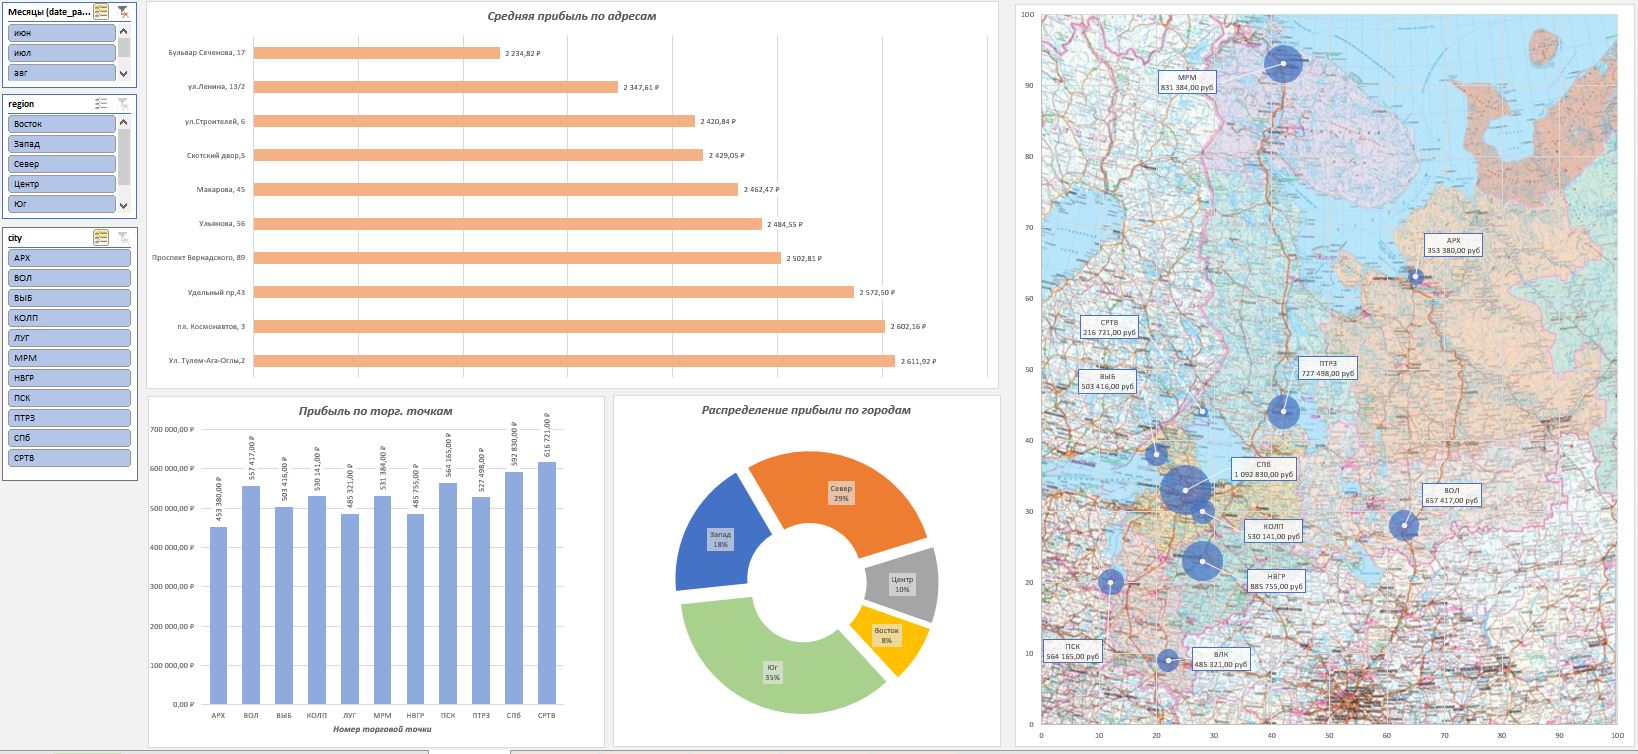 Месяцы (date_ра...
июн
июл
авг
region
Восток
Запад
Север
Центр
Юг
city
АРХ
ВОЛ
ВЫБ
КОЛП
ЛУГ
МРМ
НВГР
ПСК
ПТРЗ
СПб
СРТВ
Средняя прибыль по адресам
Бульвар Сеченова, 17
2 234,82 ₽
ул.Ленина, 13/2
2 347,61 ₽
ул.Строителей, 6
2 420,84 ₽
Скотский двор,5
2 429,05 ₽
Макарова, 45
2 462,47 ₽
Ульянова, 56
2 484,55 ₽
Проспект Вернадского, 89
2 502,81 ₽
Удельный пр,43
2 572,50 ₽
пл. Космонавтов, 3
2 602,16 ₽
Ул. Тулем-Ага-Оглы,2
2 611,92 ₽
Прибыль по торг. точкам
700 000,00 ₽
600 000,00 ₽
500 000,00 ₽
400 000,00 ₽
300 000,00 ₽
200 000,00 ₽
100 000,00 ₽
0,00 ₽
453 380,00 ₽
557 417,00 ₽
503 416,00 ₽
530 141,00 ₽
485 321,00 ₽
531 384,00 ₽
485 755,00 ₽
564 165,00 ₽
527 498,00 ₽
592 830,00 ₽
616 721,00 ₽
АРХ ВОЛ ВЫБ КОЛП ЛУГ МРМ НВГР ПСК ПТРЗ СПб СРТВ
Номер торговой точки
Распределение прибыли по городам
Север
29%
Запад
18%
Центр
10%
Восток
8%
Юг
35%
100
90
80
70
60
50
40
30
20
10
0
0 10 20 30 40 50 60 70 80 90 100
МРМ
831 384,00 руб
АРХ
353 380,00 руб
СРТВ
216 721,00 руб
ПТРЗ
727 498,00 руб
ВЫБ
503 416,00 руб
СПб
1 092 830,00 руб
ВОЛ
657 417,00 руб
КОЛП
530 141,00 руб
НВГР
885 755,00 руб
ПСК
564 165,00 руб
ВЛК
485 321,00 руб